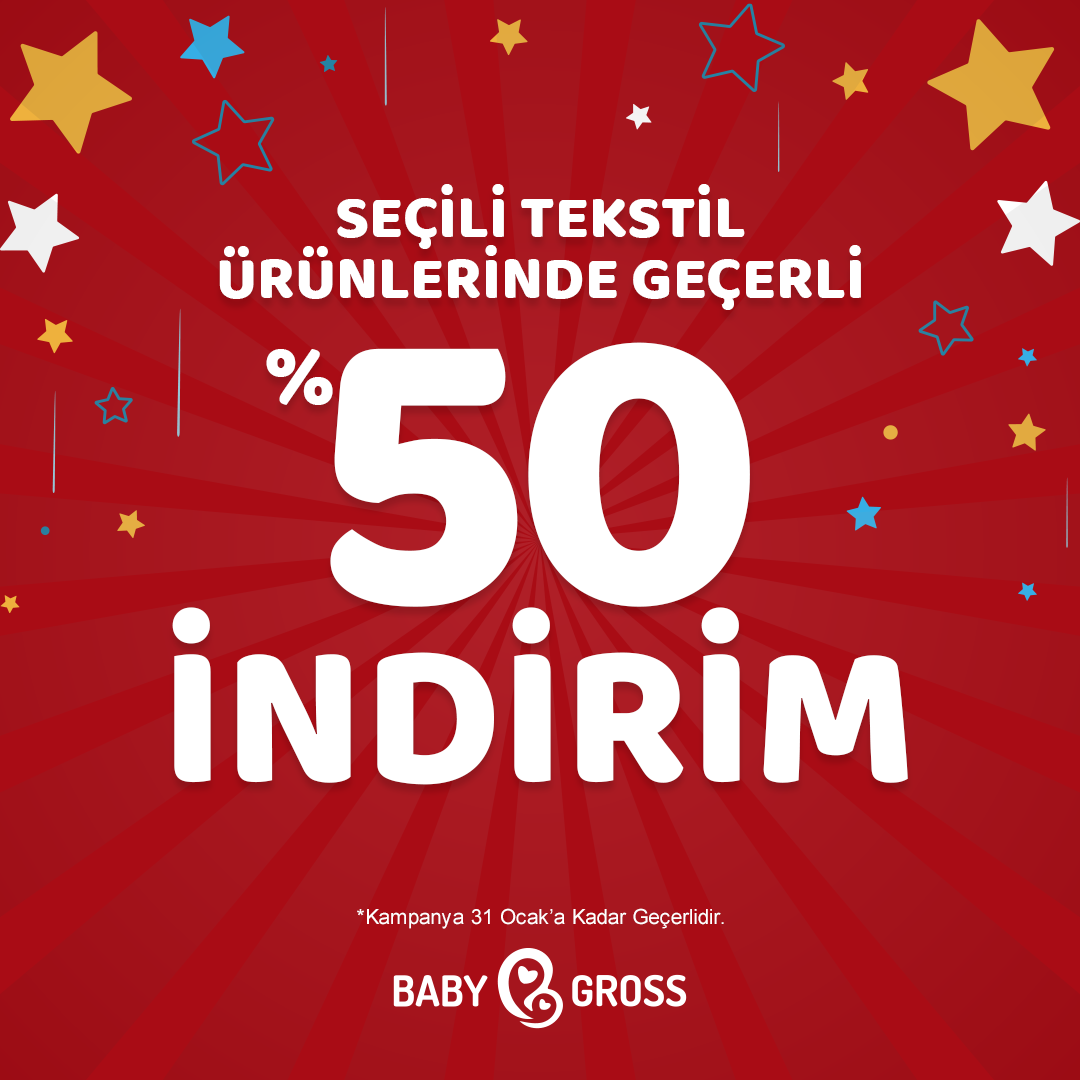 SEÇİLİ TEKSTİL
ÜRÜNLERİNDE GEÇERLİ
%50
İNDİRİM
*Kampanya 31 Ocak’a Kadar Geçerlidir.
BABY GROSS